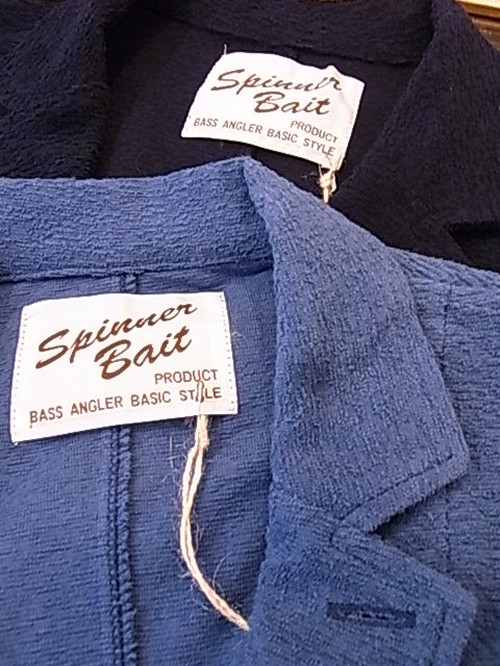 Spinner
Bait
PRODUCT
BASS ANGLER BASIC STYLE
Spinner
Bait
PRODUCT
BASS ANGLER BASIC STYLE